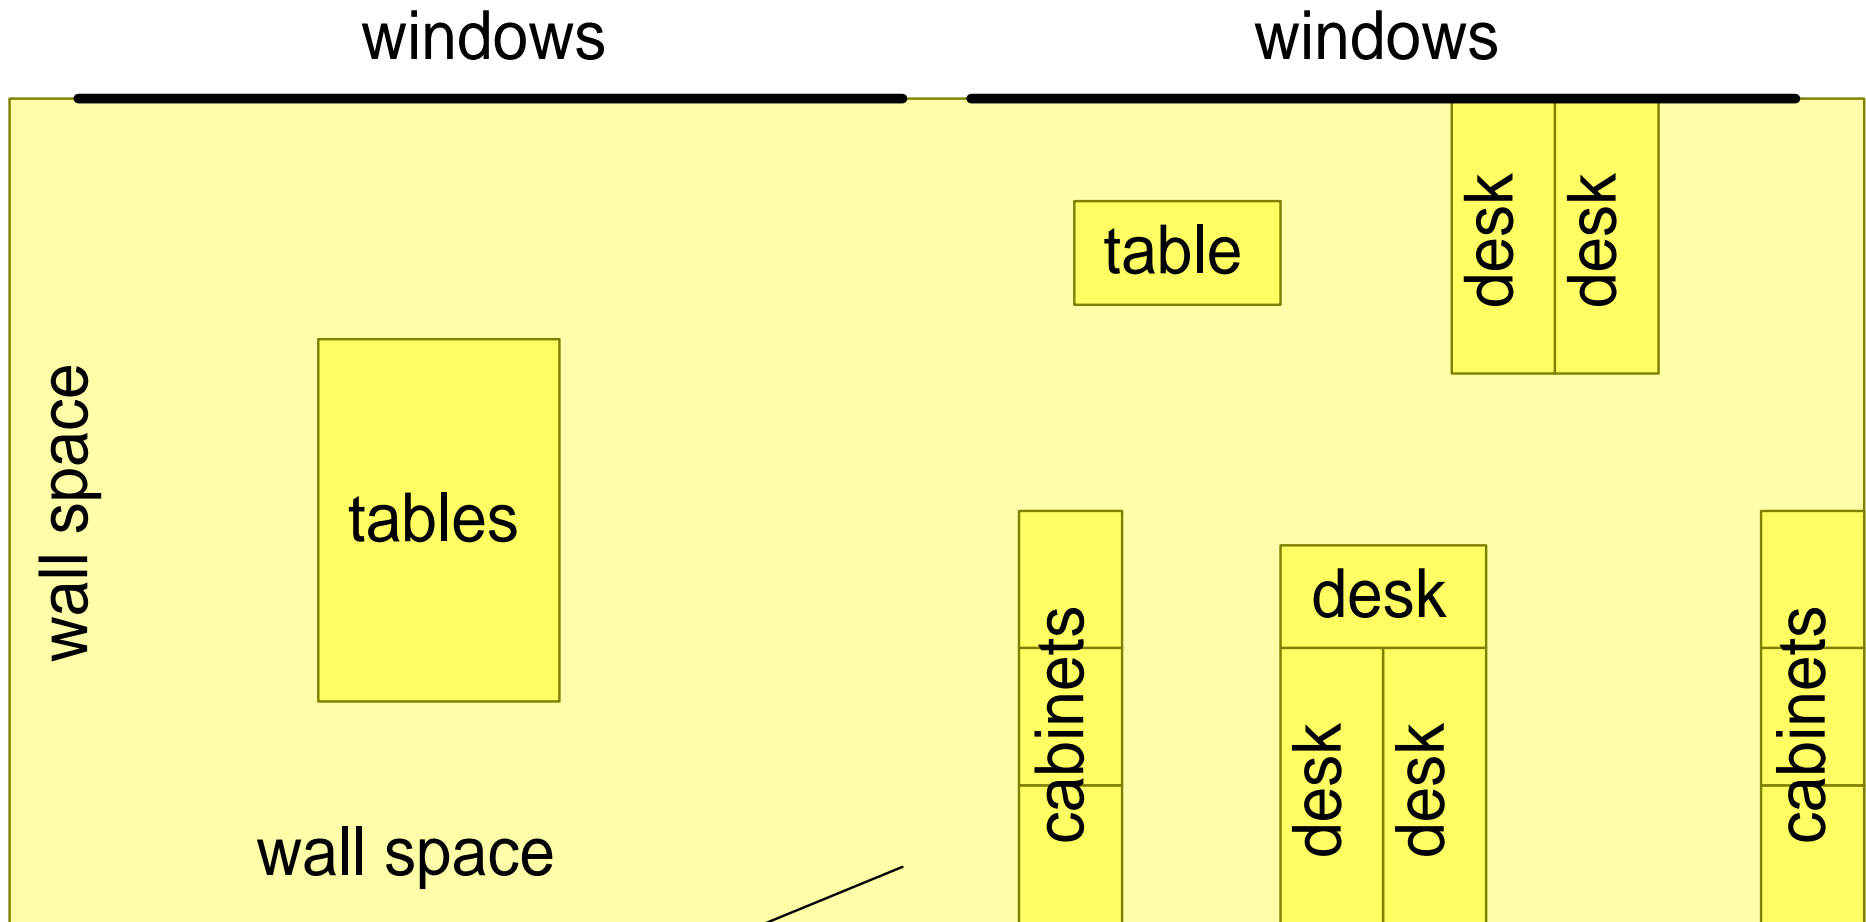 windows
windows
table
desk
desk
wall space
tables
desk
cabinets
desk
desk
cabinets
wall space